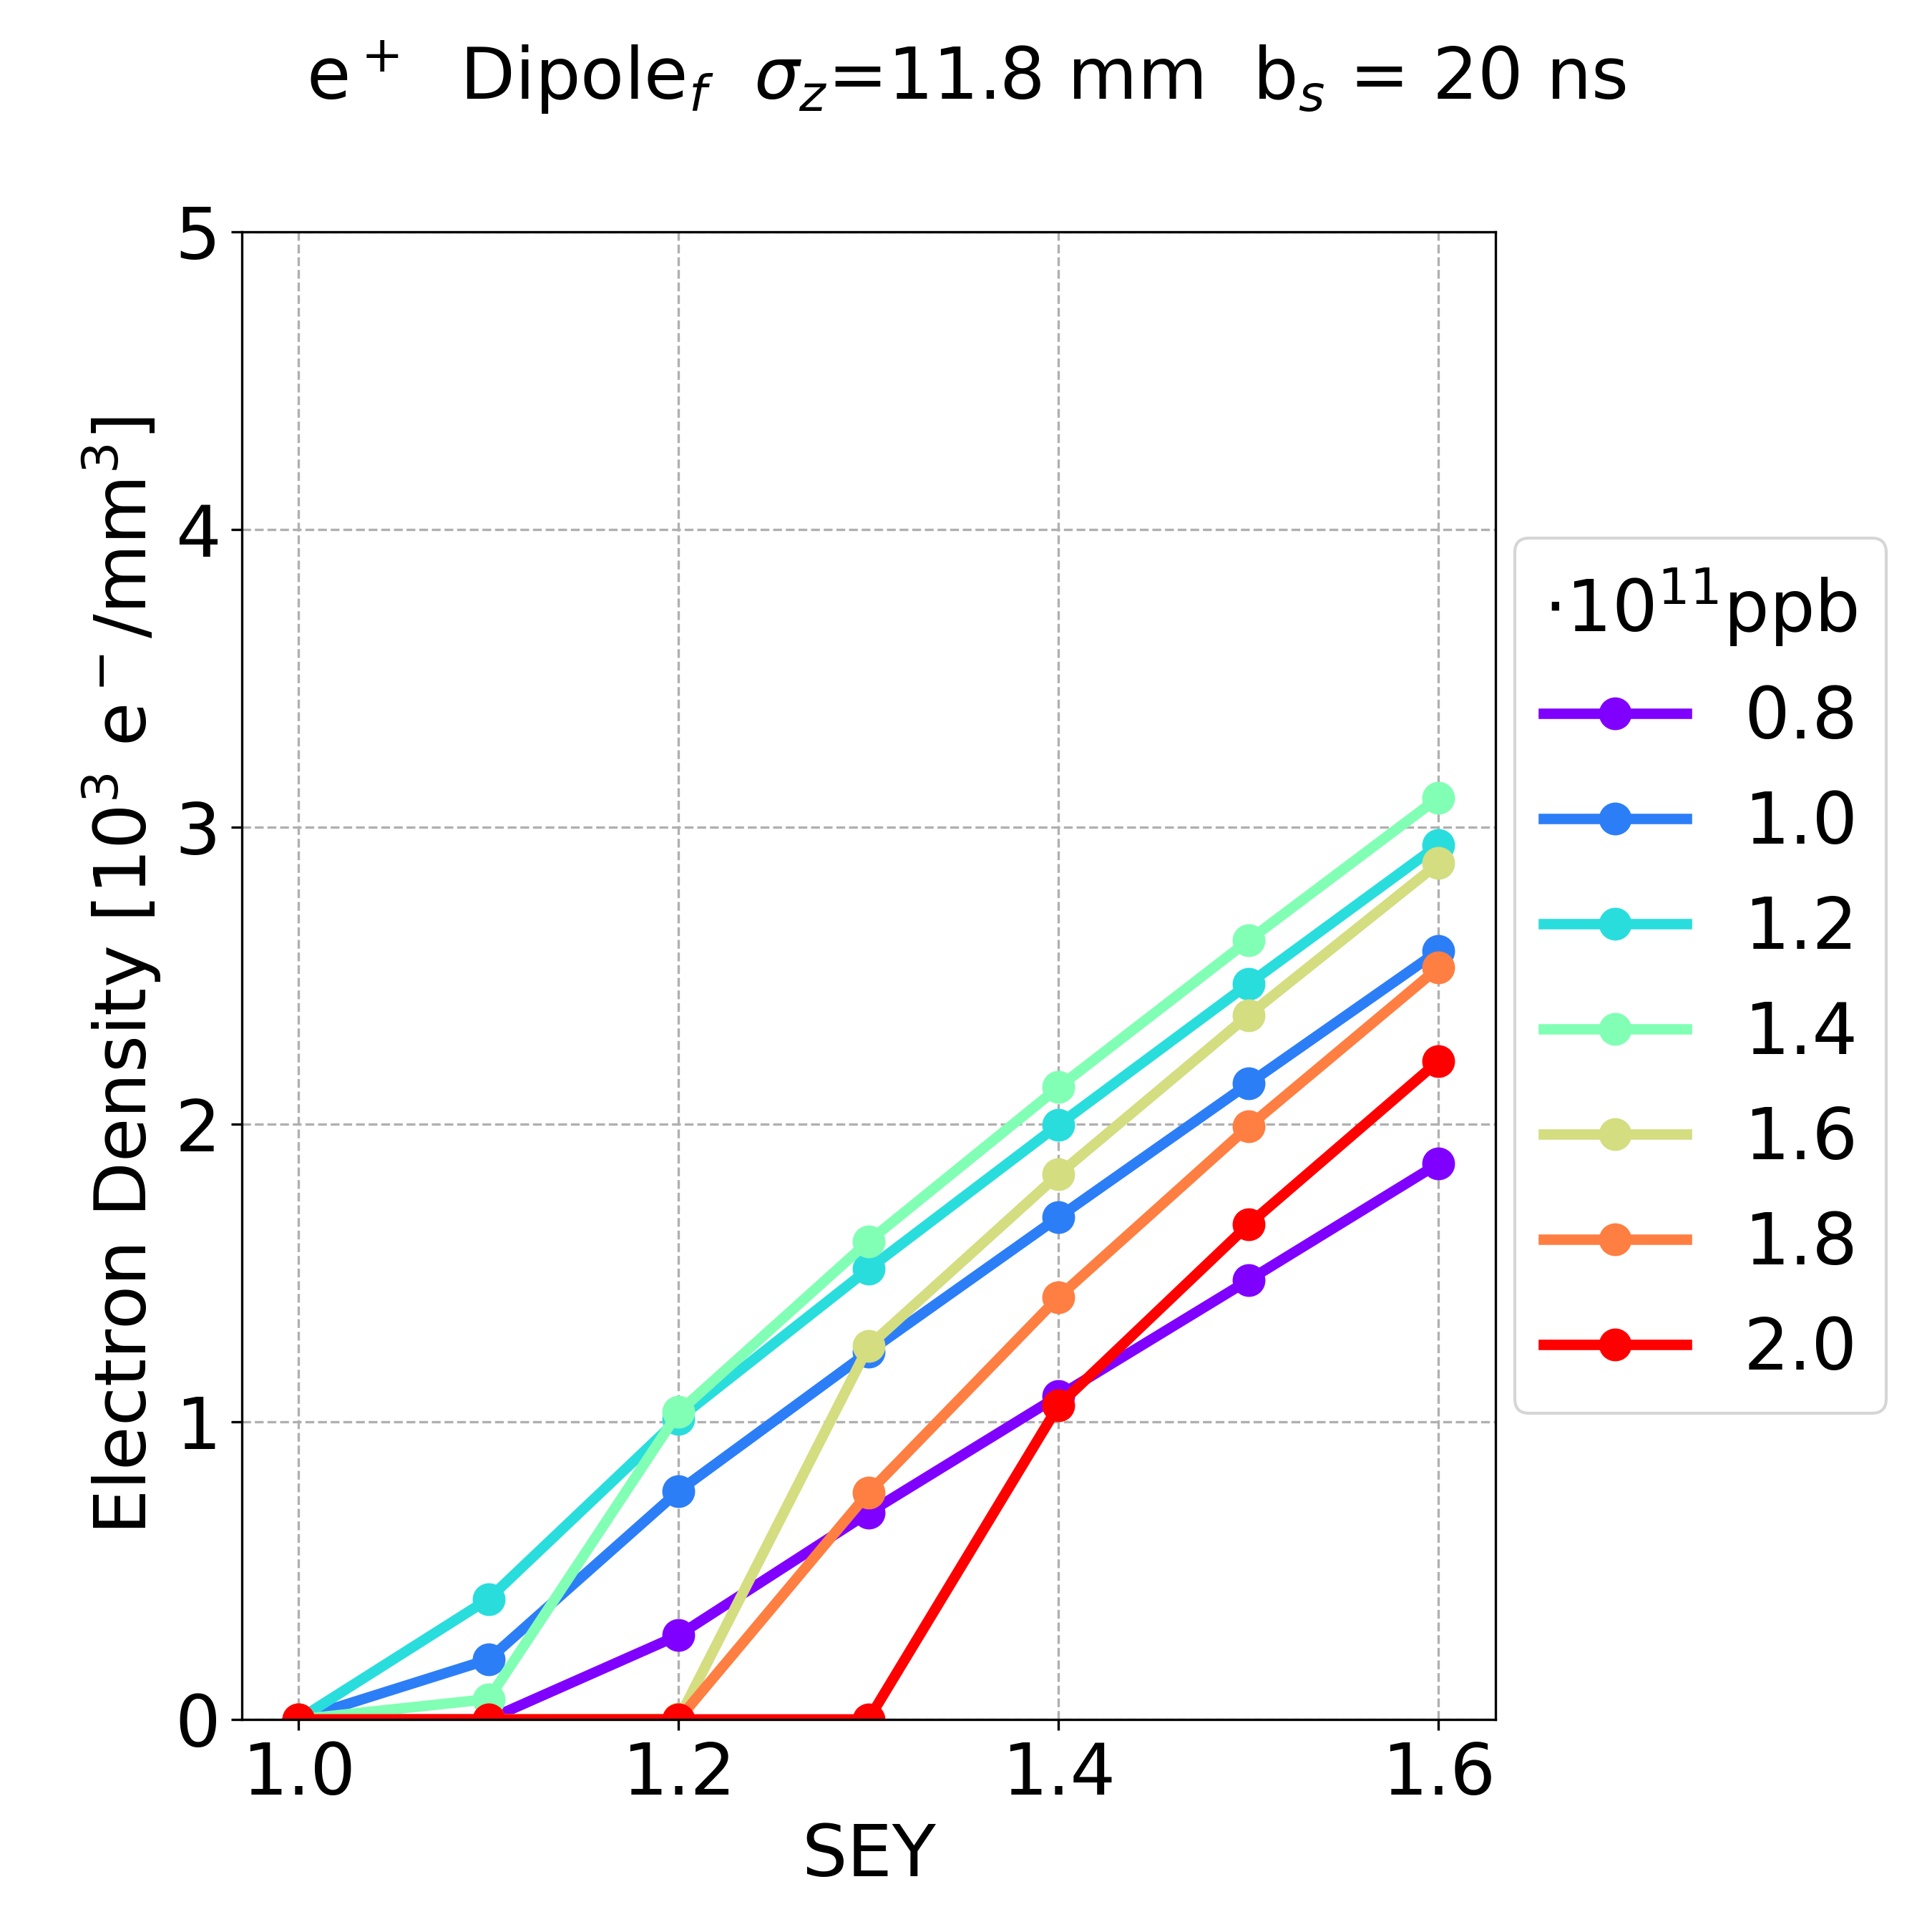 e⁺ Dipole_f σ_z=11.8 mm b_s = 20 ns
Electron Density [10³ e⁻/mm³]
5
4
3
2
1
0
1.0 1.2 1.4 1.6
SEY
·10¹¹ppb
0.8
1.0
1.2
1.4
1.6
1.8
2.0